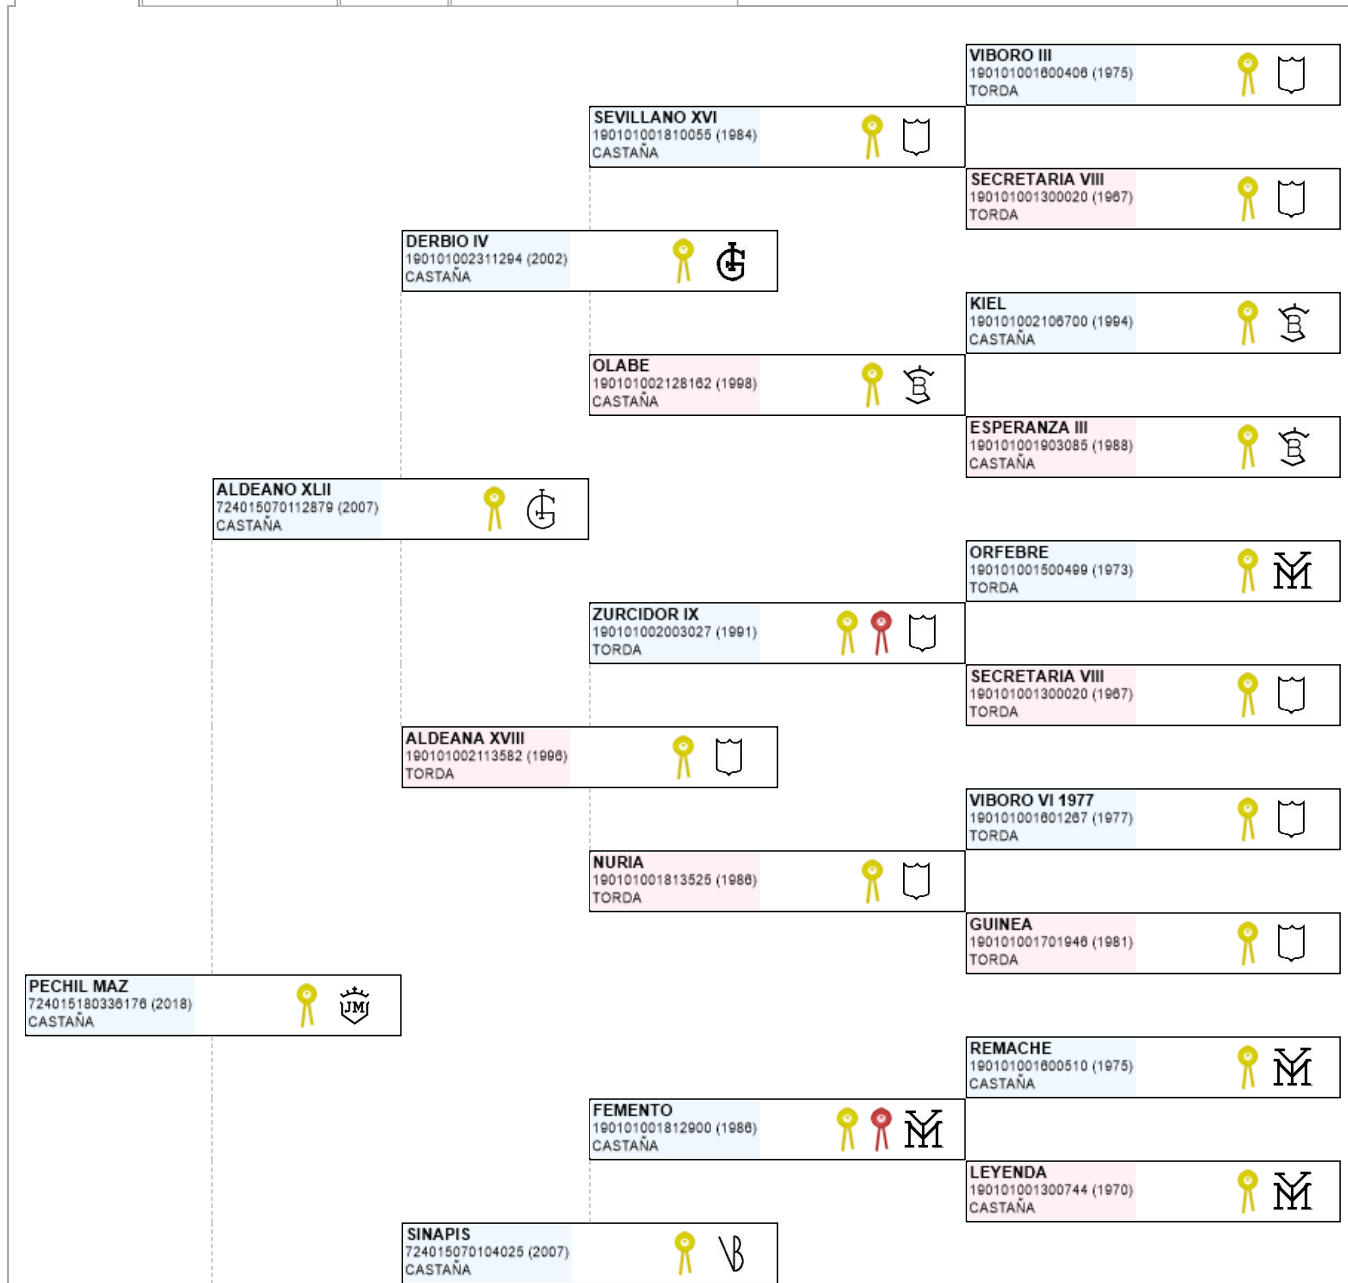 VIBORO III
190101001600406 (1975)
TORDA
SEVILLANO XVI
190101001810055 (1984)
CASTAÑA
SECRETARIA VIII
190101001300020 (1967)
TORDA
DERBIO IV
190101002311294 (2002)
CASTAÑA
KIEL
190101002106700 (1994)
CASTAÑA
OLABE
190101002128162 (1998)
CASTAÑA
ESPERANZA III
190101001903085 (1988)
CASTAÑA
ALDEANO XLII
724015070112879 (2007)
CASTAÑA
ORFEBRE
190101001500499 (1973)
TORDA
ZURCIDOR IX
190101002003027 (1991)
TORDA
SECRETARIA VIII
190101001300020 (1967)
TORDA
ALDEANA XVIII
190101002113582 (1996)
TORDA
VIBORO VI 1977
190101001601267 (1977)
TORDA
NURIA
190101001813525 (1986)
TORDA
GUINEA
190101001701946 (1981)
TORDA
PECHIL MAZ
724015180336176 (2018)
CASTAÑA
JM
REMACHE
190101001600510 (1975)
CASTAÑA
FEMENTO
190101001812900 (1986)
CASTAÑA
LEYENDA
190101001300744 (1970)
CASTAÑA
SINAPIS
724015070104025 (2007)
CASTAÑA